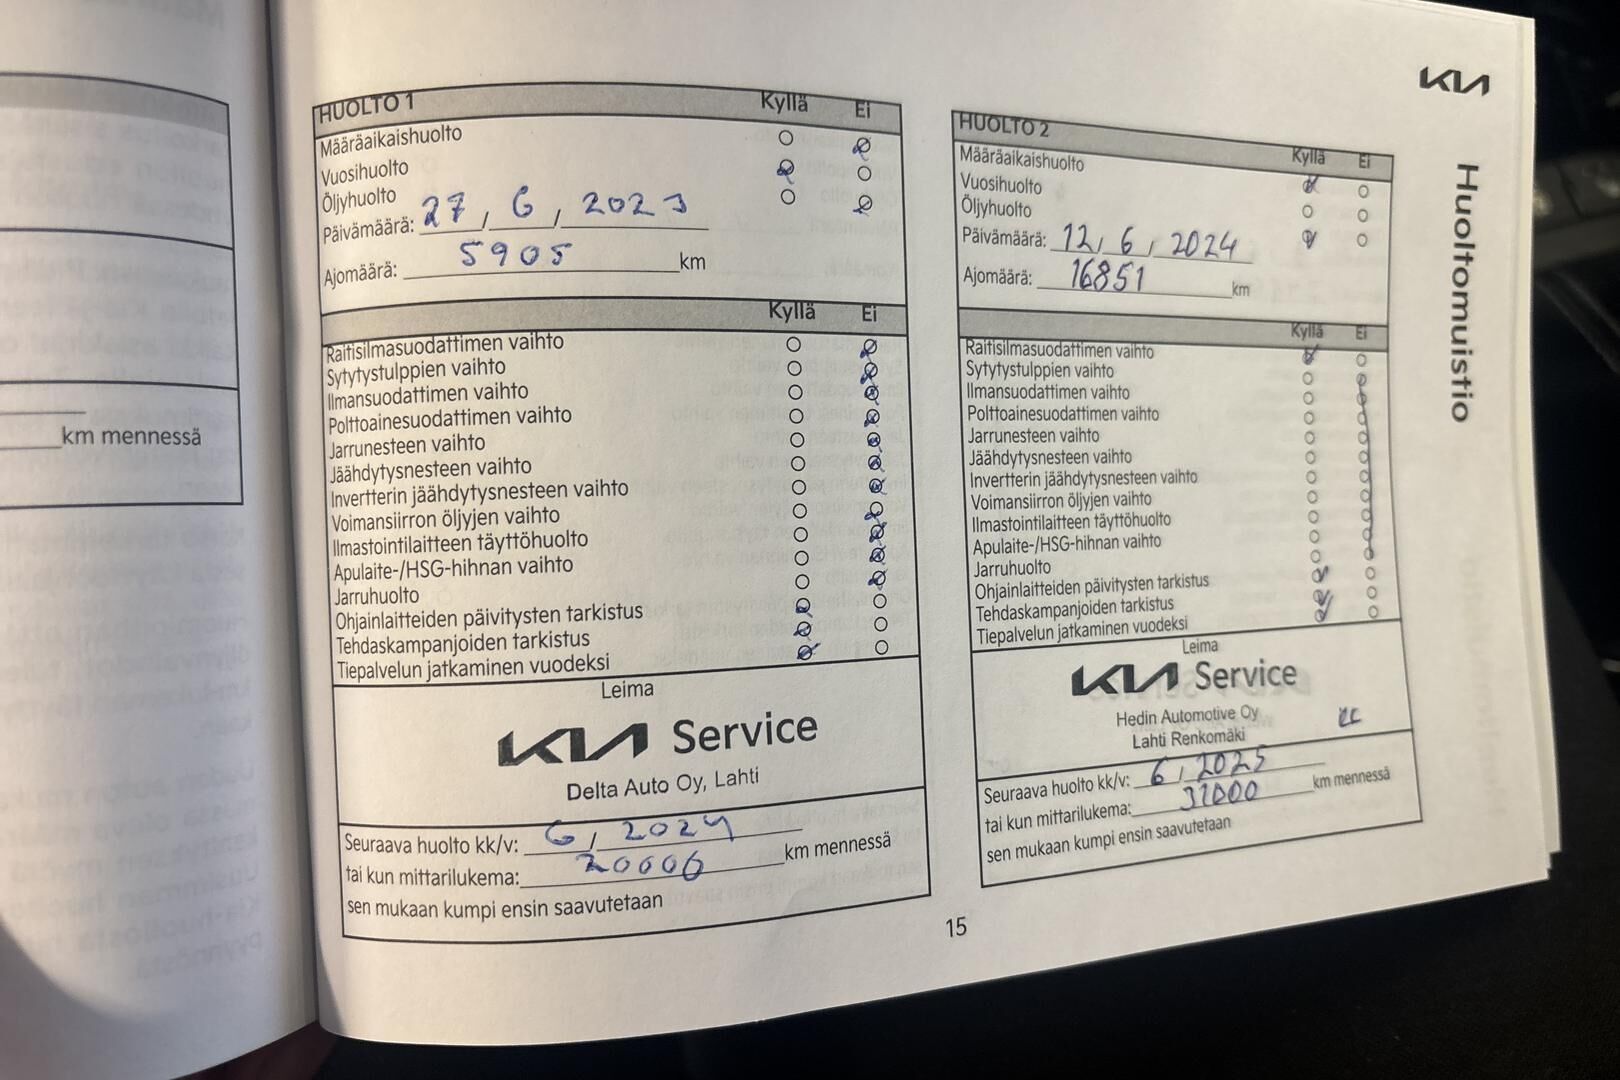 km mennessä
HUOLTO 1 Kyllä Ei
Määräaikaishuolto
Vuosihuolto
Öljyhuolto
Päivämäärä: 27 / 6 / 2023
Ajomäärä: 5905 km
Kyllä Ei
Raitisilmasuodattimen vaihto
Sytytystulppien vaihto
Ilmansuodattimen vaihto
Polttoainesuodattimen vaihto
Jarrunesteen vaihto
Jäähdytysnesteen vaihto
Invertterin jäähdytysnesteen vaihto
Voimansiirron öljyjen vaihto
Ilmastointilaitteen täyttöhuolto
Apulaite-/HSG-hihnan vaihto
Jarruhuolto
Ohjainlaitteiden päivitysten tarkistus
Tehdaskampanjoiden tarkistus
Tiepalvelun jatkaminen vuodeksi
Leima
KIA Service
Delta Auto Oy, Lahti
Seuraava huolto kk/v: 6 / 2024
tai kun mittarilukema: 20000 km mennessä
sen mukaan kumpi ensin saavutetaan
HUOLTO 2 Kyllä Ei
Määräaikaishuolto
Vuosihuolto
Öljyhuolto
Päivämäärä: 12 / 6 / 2024
Ajomäärä: 16851 km
Kyllä Ei
Raitisilmasuodattimen vaihto
Sytytystulppien vaihto
Ilmansuodattimen vaihto
Polttoainesuodattimen vaihto
Jarrunesteen vaihto
Jäähdytysnesteen vaihto
Invertterin jäähdytysnesteen vaihto
Voimansiirron öljyjen vaihto
Ilmastointilaitteen täyttöhuolto
Apulaite-/HSG-hihnan vaihto
Jarruhuolto
Ohjainlaitteiden päivitysten tarkistus
Tehdaskampanjoiden tarkistus
Tiepalvelun jatkaminen vuodeksi
Leima
KIA Service
Hedin Automotive Oy
Lahti Renkomäki
Seuraava huolto kk/v: 6 / 2025
tai kun mittarilukema: 31000 km mennessä
sen mukaan kumpi ensin saavutetaan
KIA
Huoltomuistio
15